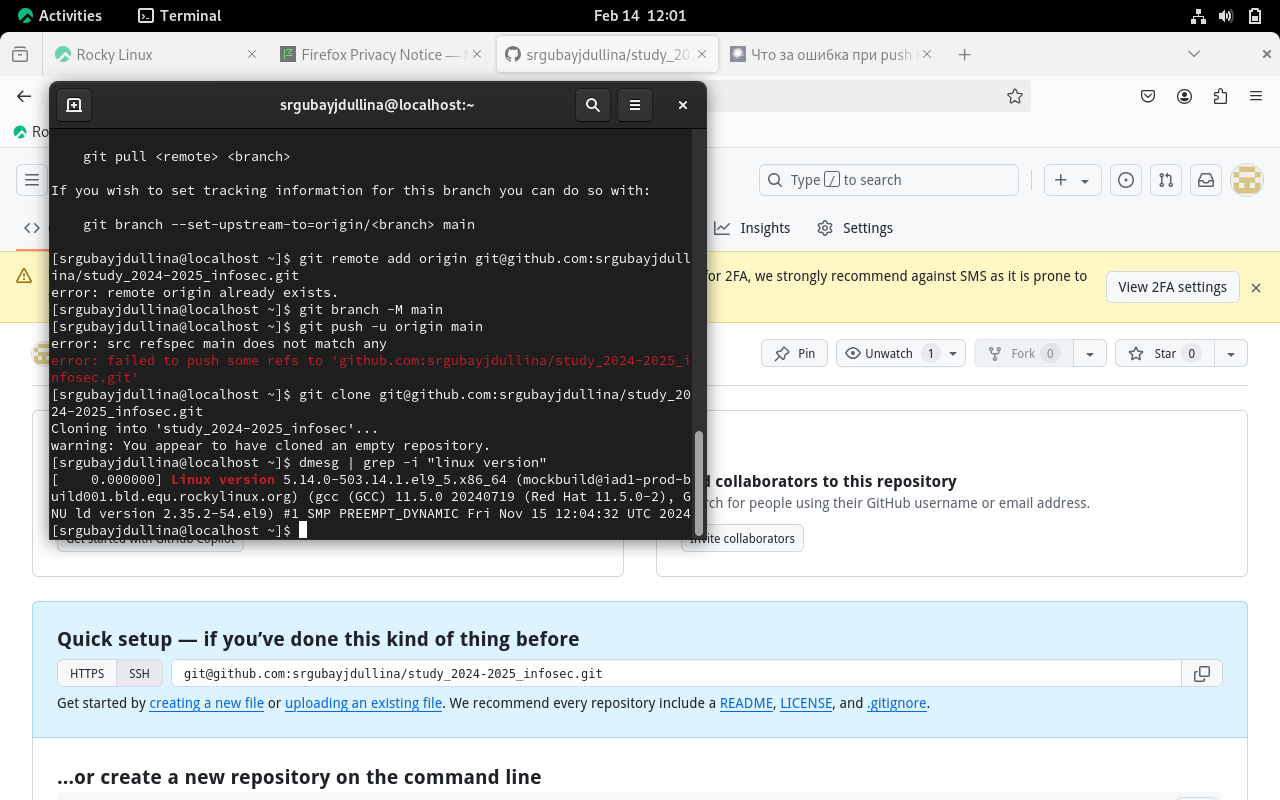 Activities
Terminal
Feb 14 12:01
Rocky Linux
Firefox Privacy Notice —
srgubayjdullina/study_20
Что за ошибка при push
srgubayjdullina@localhost:~
Ro
git pull <remote> <branch>
If you wish to set tracking information for this branch you can do so with:
git branch --set-upstream-to=origin/<branch> main
[srgubayjdullina@localhost ~]$ git remote add origin git@github.com:srgubayjdull
ina/study_2024-2025_infosec.git
error: remote origin already exists.
[srgubayjdullina@localhost ~]$ git branch -M main
[srgubayjdullina@localhost ~]$ git push -u origin main
error: src refspec main does not match any
error: failed to push some refs to 'github.com:srgubayjdullina/study_2024-2025_i
nfosec.git'
[srgubayjdullina@localhost ~]$ git clone git@github.com:srgubayjdullina/study_20
24-2025_infosec.git
Cloning into 'study_2024-2025_infosec'...
warning: You appear to have cloned an empty repository.
[srgubayjdullina@localhost ~]$ dmesg | grep -i "linux version"
[    0.000000] Linux version 5.14.0-503.14.1.el9_5.x86_64 (mockbuild@iad1-prod-b
uild001.bld.equ.rockylinux.org) (gcc (GCC) 11.5.0 20240719 (Red Hat 11.5.0-2), G
NU ld version 2.35.2-54.el9) #1 SMP PREEMPT_DYNAMIC Fri Nov 15 12:04:32 UTC 2024
[srgubayjdullina@localhost ~]$
Type / to search
Insights
Settings
for 2FA, we strongly recommend against SMS as it is prone to
View 2FA settings
Pin
Unwatch 1
Fork 0
Star 0
d collaborators to this repository
rch for people using their GitHub username or email address.
Get started with GitHub Copilot
Invite collaborators
Quick setup — if you’ve done this kind of thing before
HTTPS
SSH
git@github.com:srgubayjdullina/study_2024-2025_infosec.git
Get started by creating a new file or uploading an existing file. We recommend every repository include a README, LICENSE, and .gitignore.
…or create a new repository on the command line